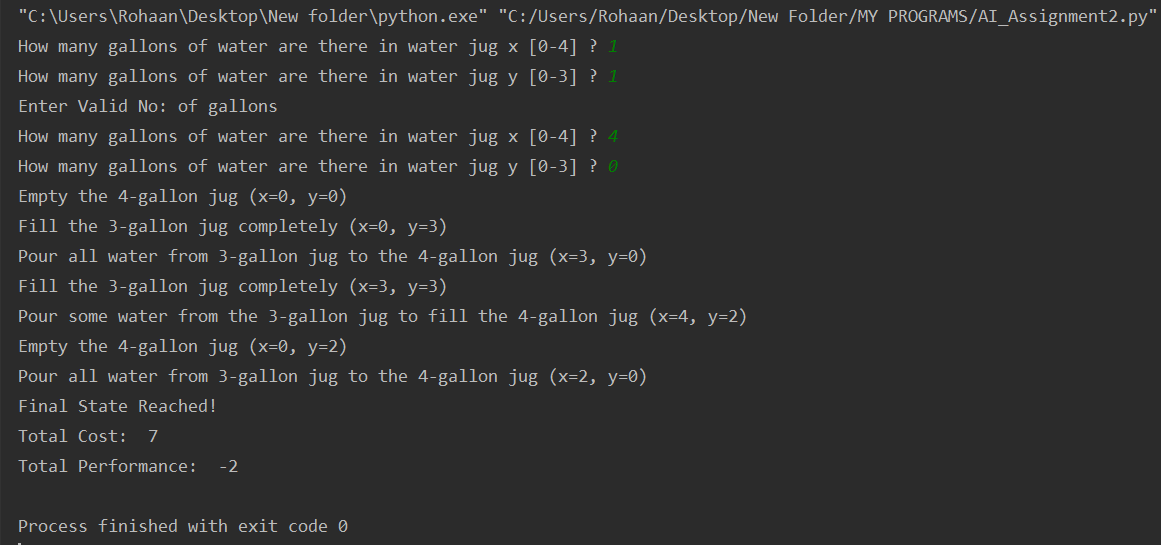 "C:\Users\Rohaan\Desktop\New folder\python.exe" "C:/Users/Rohaan/Desktop/New Folder/MY PROGRAMS/AI_Assignment2.py"
How many gallons of water are there in water jug x [0-4] ? 1
How many gallons of water are there in water jug y [0-3] ? 1
Enter Valid No: of gallons
How many gallons of water are there in water jug x [0-4] ? 4
How many gallons of water are there in water jug y [0-3] ? 0
Empty the 4-gallon jug (x=0, y=0)
Fill the 3-gallon jug completely (x=0, y=3)
Pour all water from 3-gallon jug to the 4-gallon jug (x=3, y=0)
Fill the 3-gallon jug completely (x=3, y=3)
Pour some water from the 3-gallon jug to fill the 4-gallon jug (x=4, y=2)
Empty the 4-gallon jug (x=0, y=2)
Pour all water from 3-gallon jug to the 4-gallon jug (x=2, y=0)
Final State Reached!
Total Cost:  7
Total Performance:  -2
Process finished with exit code 0